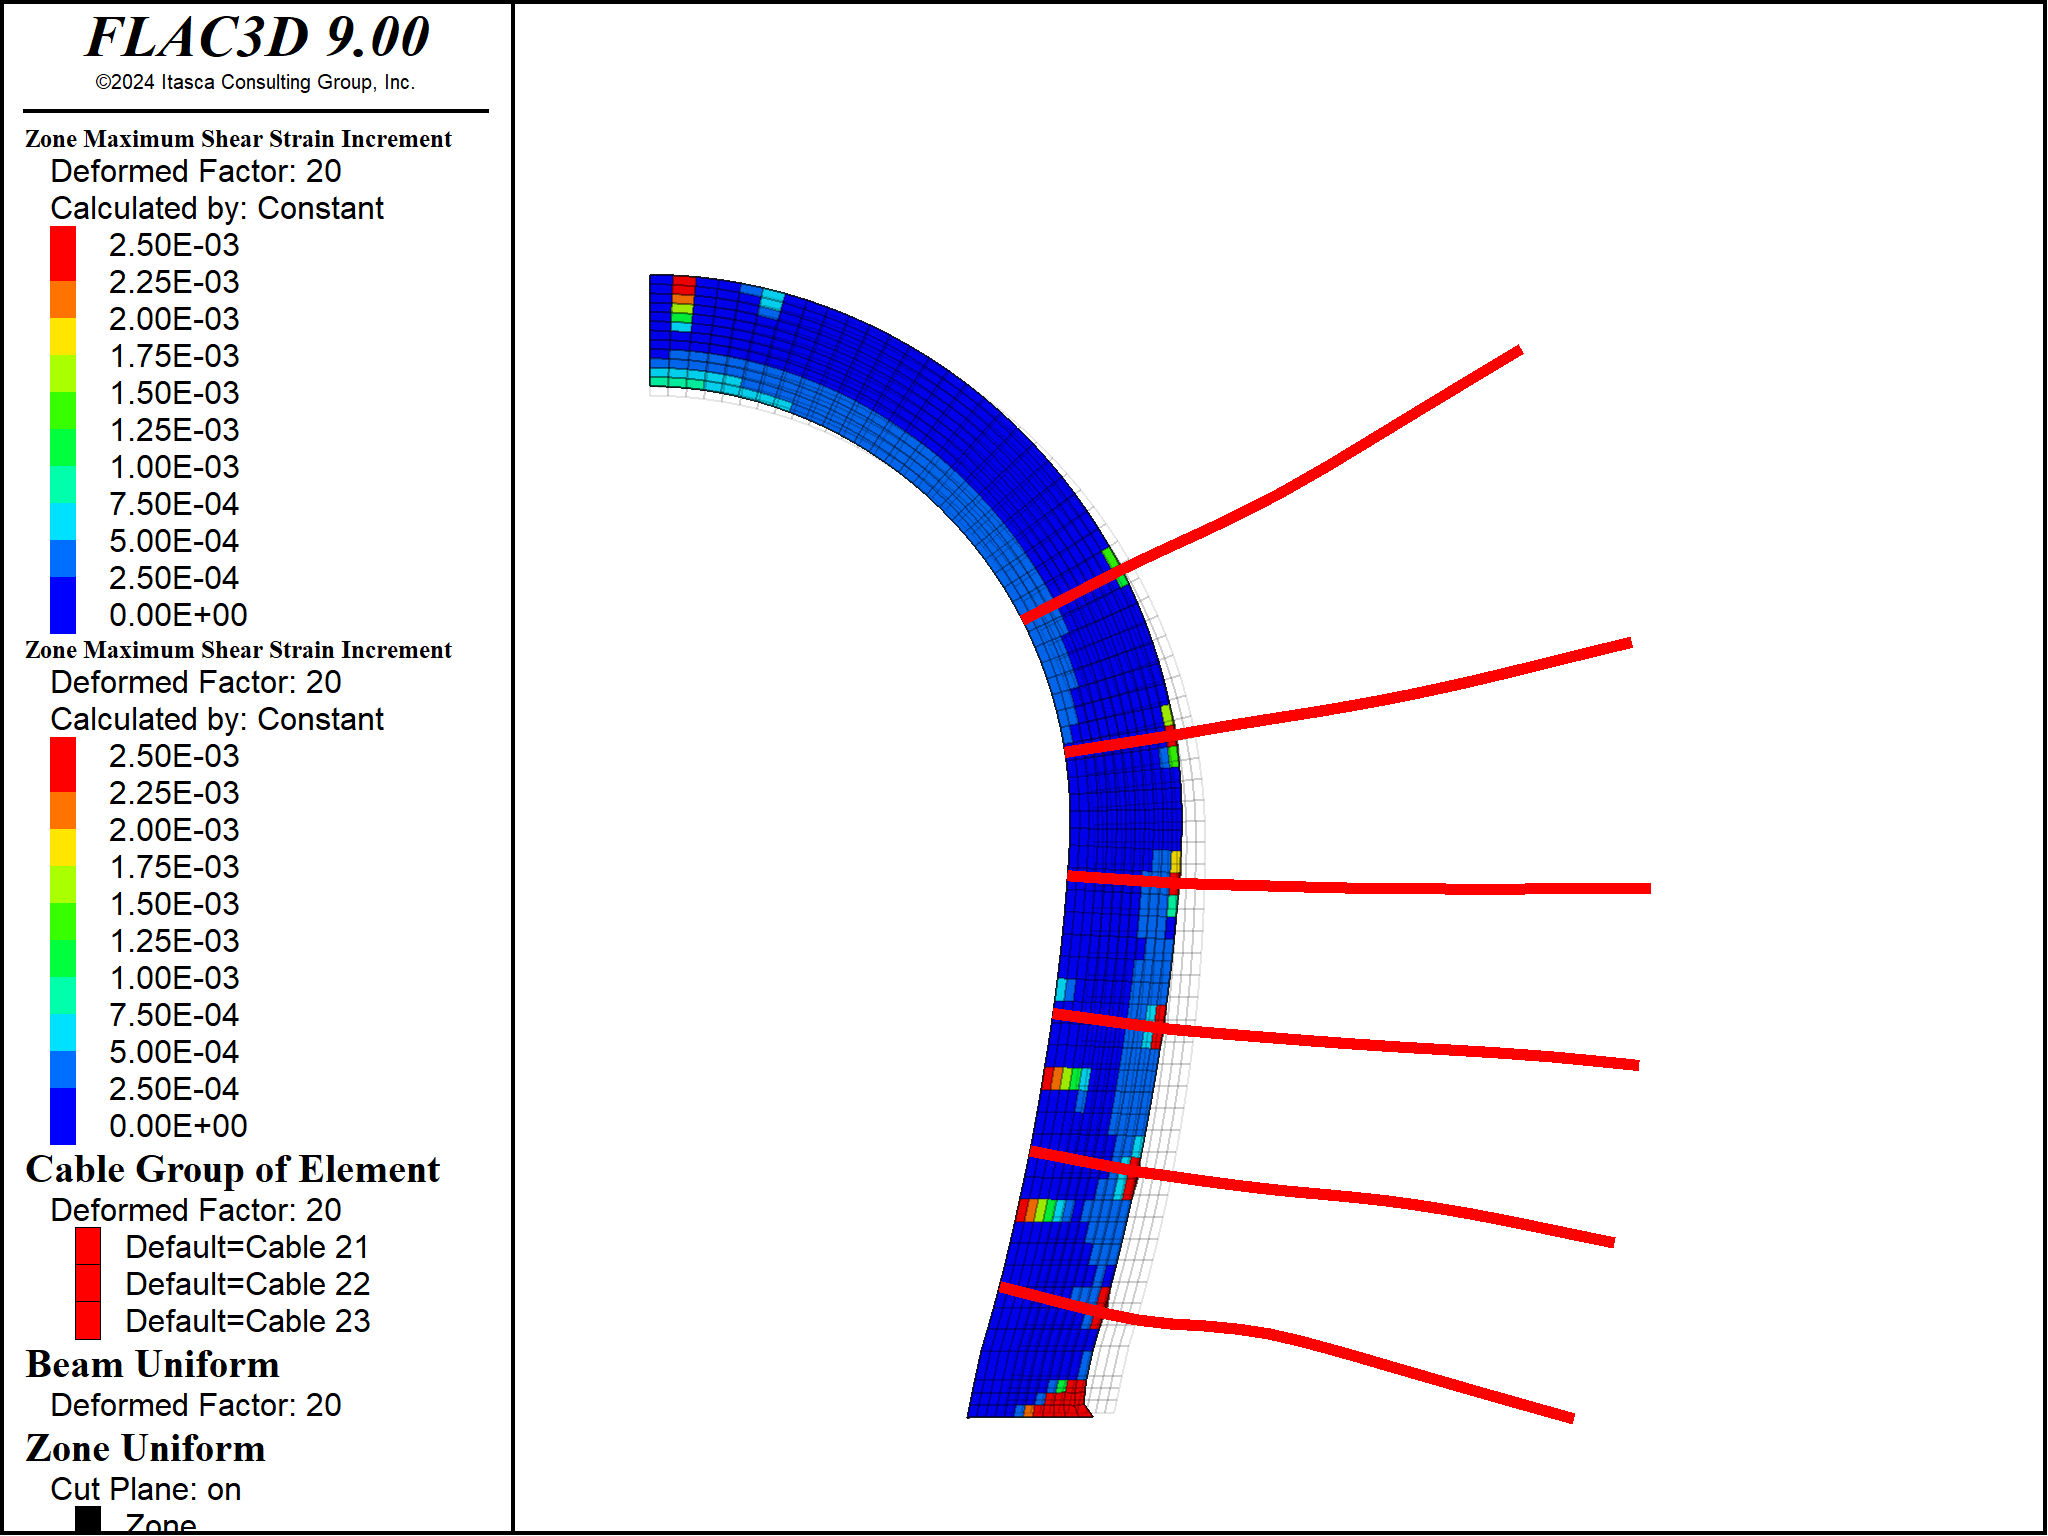 FLAC3D 9.00
©2024 Itasca Consulting Group, Inc.
Zone Maximum Shear Strain Increment
Deformed Factor: 20
Calculated by: Constant
2.50E-03
2.25E-03
2.00E-03
1.75E-03
1.50E-03
1.25E-03
1.00E-03
7.50E-04
5.00E-04
2.50E-04
0.00E+00
Zone Maximum Shear Strain Increment
Deformed Factor: 20
Calculated by: Constant
2.50E-03
2.25E-03
2.00E-03
1.75E-03
1.50E-03
1.25E-03
1.00E-03
7.50E-04
5.00E-04
2.50E-04
0.00E+00
Cable Group of Element
Deformed Factor: 20
Default=Cable 21
Default=Cable 22
Default=Cable 23
Beam Uniform
Deformed Factor: 20
Zone Uniform
Cut Plane: on
Zone